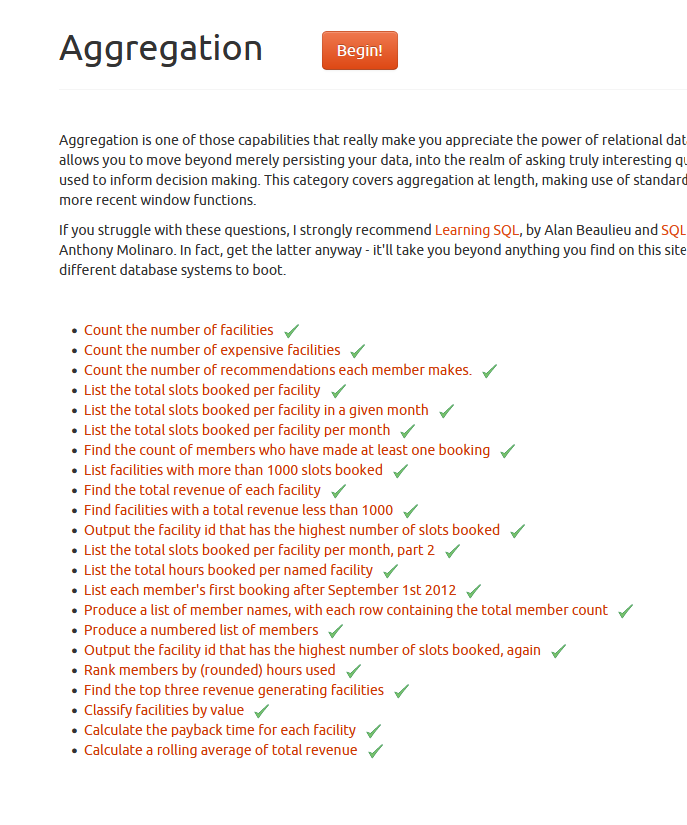 Aggregation
Begin!
Aggregation is one of those capabilities that really make you appreciate the power of relational
allows you to move beyond merely persisting your data, into the realm of asking truly interesting
used to inform decision making. This category covers aggregation at length, making use of standard
more recent window functions.
If you struggle with these questions, I strongly recommend Learning SQL, by Alan Beaulieu and SQL
Anthony Molinaro. In fact, get the latter anyway - it'll take you beyond anything you find on this site
different database systems to boot.
Count the number of facilities
Count the number of expensive facilities
Count the number of recommendations each member makes.
List the total slots booked per facility
List the total slots booked per facility in a given month
List the total slots booked per facility per month
Find the count of members who have made at least one booking
List facilities with more than 1000 slots booked
Find the total revenue of each facility
Find facilities with a total revenue less than 1000
Output the facility id that has the highest number of slots booked
List the total slots booked per facility per month, part 2
List the total hours booked per named facility
List each member's first booking after September 1st 2012
Produce a list of member names, with each row containing the total member count
Produce a numbered list of members
Output the facility id that has the highest number of slots booked, again
Rank members by (rounded) hours used
Find the top three revenue generating facilities
Classify facilities by value
Calculate the payback time for each facility
Calculate a rolling average of total revenue